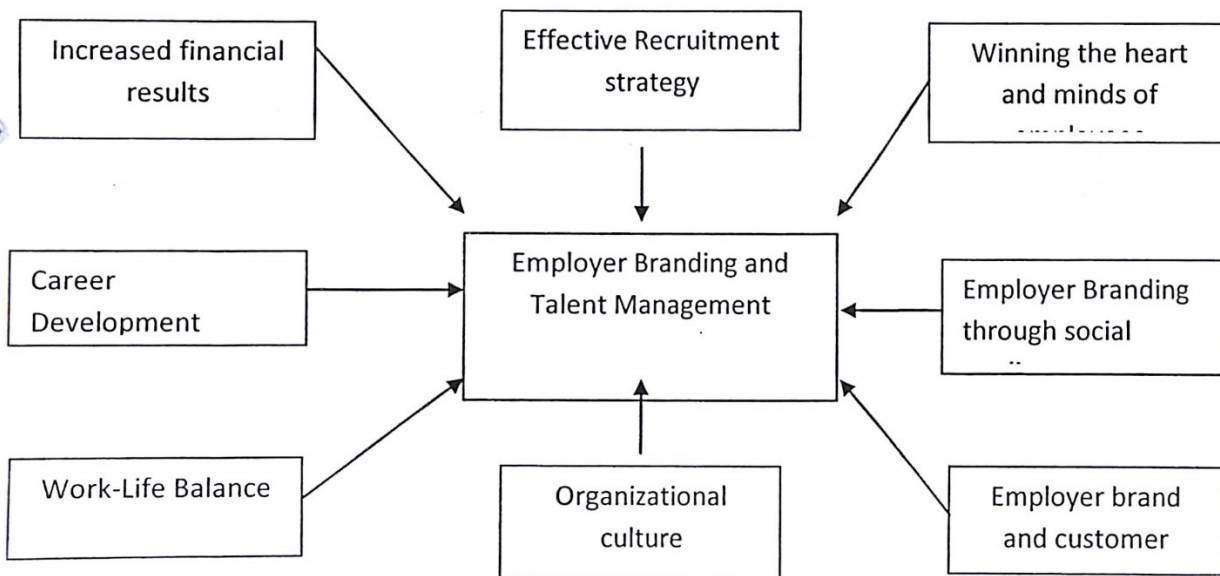 Increased financial
results
Effective Recruitment
strategy
Winning the heart
and minds of
Career
Development
Employer Branding and
Talent Management
Employer Branding
through social
Work-Life Balance
Organizational
culture
Employer brand
and customer